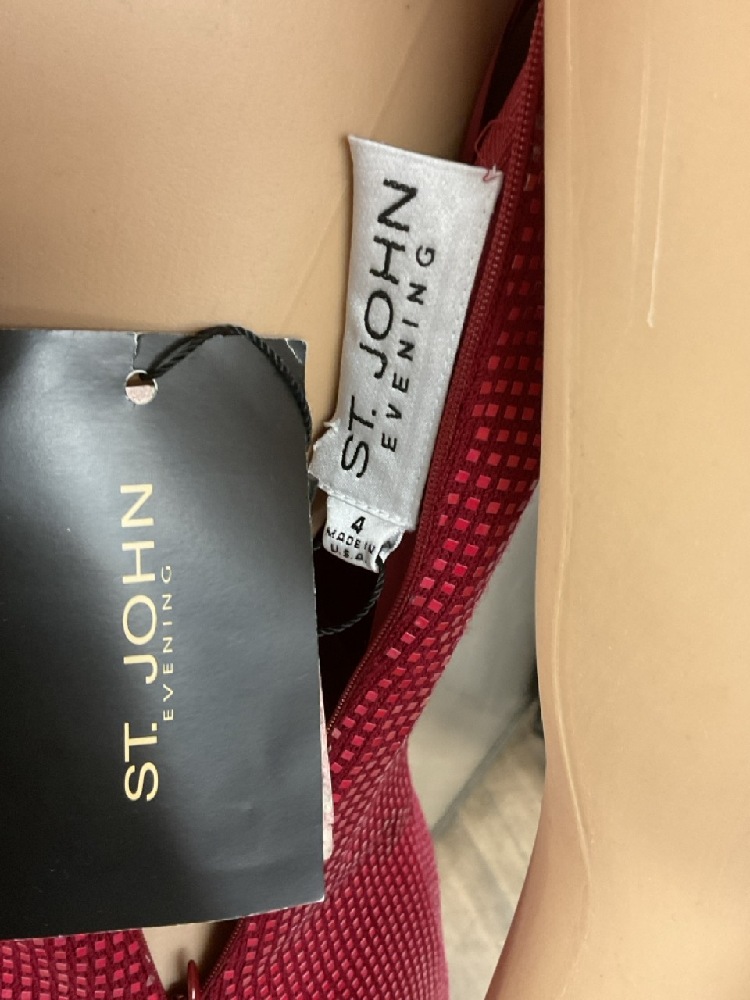 ST. JOHN
EVENING
4
MADE IN
U.S.A.
ST. JOHN
EVENING